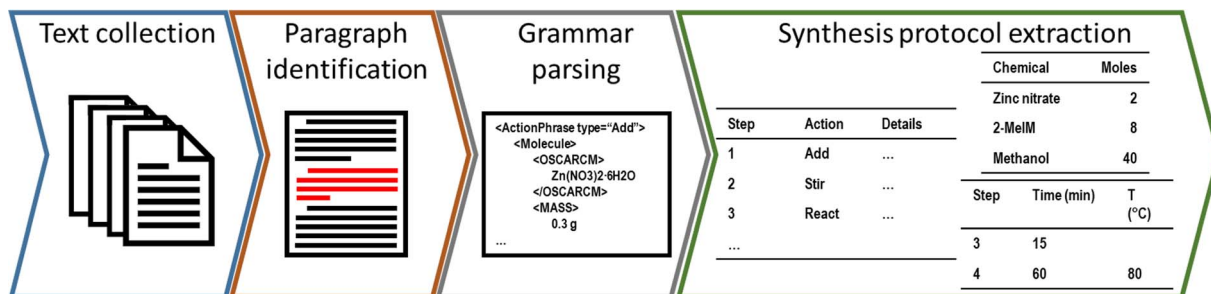 Text collection
Paragraph
identification
Grammar
parsing
<ActionPhrase type=“Add”>
<Molecule>
<OSCARCM>
Zn(NO3)2·6H2O
</OSCARCM>
<MASS>
0.3 g
...
Synthesis protocol extraction
Step Action Details
1 Add ...
2 Stir ...
3 React ...
...
Chemical Moles
Zinc nitrate 2
2-MeIM 8
Methanol 40
Step Time (min) T
(°C)
3 15
4 60 80